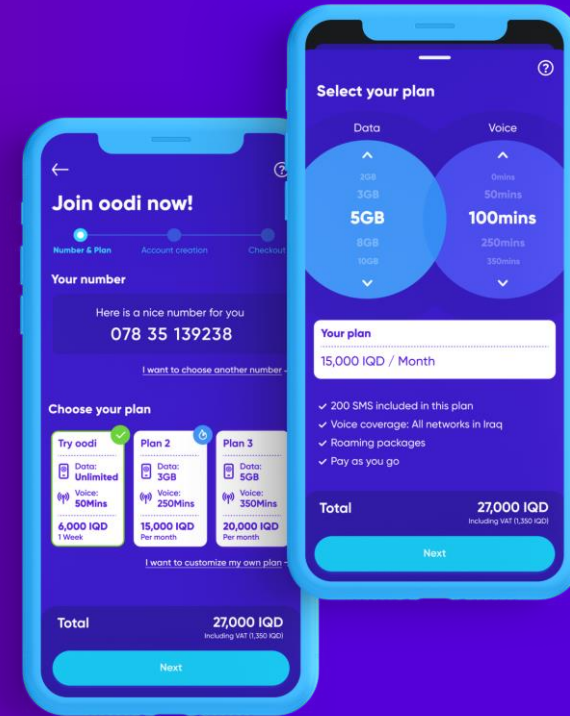 Join oodi now!
Number & Plan
Account creation
Checkout
Your number
Here is a nice number for you
078 35 139238
I want to choose another number
Choose your plan
Try oodi
Data:
Unlimited
Voice:
50Mins
6,000 IQD
1 Week
Plan 2
Data:
3GB
Voice:
250Mins
15,000 IQD
Per month
Plan 3
Data:
5GB
Voice:
350Mins
20,000 IQD
Per month
I want to customize my own plan
Total
27,000 IQD
Including VAT (1,350 IQD)
Next
Select your plan
Data
2GB
3GB
5GB
8GB
10GB
Voice
0mins
50mins
100mins
250mins
350mins
Your plan
15,000 IQD / Month
200 SMS included in this plan
Voice coverage: All networks in Iraq
Roaming packages
Pay as you go
Total
27,000 IQD
Including VAT (1,350 IQD)
Next